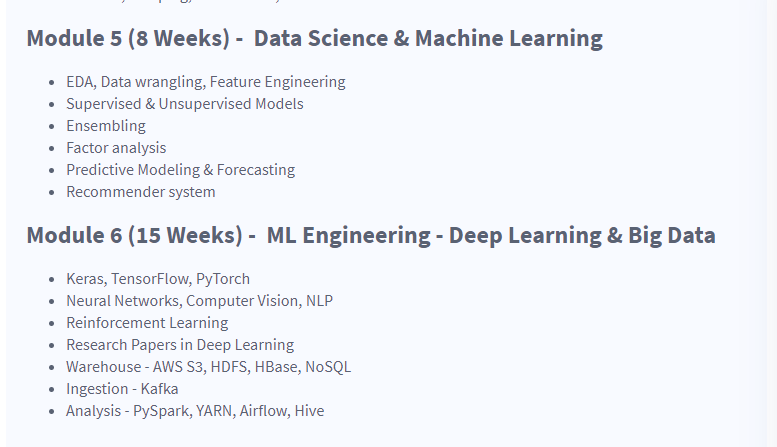 Module 5 (8 Weeks) - Data Science & Machine Learning
EDA, Data wrangling, Feature Engineering
Supervised & Unsupervised Models
Ensembling
Factor analysis
Predictive Modeling & Forecasting
Recommender system
Module 6 (15 Weeks) - ML Engineering - Deep Learning & Big Data
Keras, TensorFlow, PyTorch
Neural Networks, Computer Vision, NLP
Reinforcement Learning
Research Papers in Deep Learning
Warehouse - AWS S3, HDFS, HBase, NoSQL
Ingestion - Kafka
Analysis - PySpark, YARN, Airflow, Hive